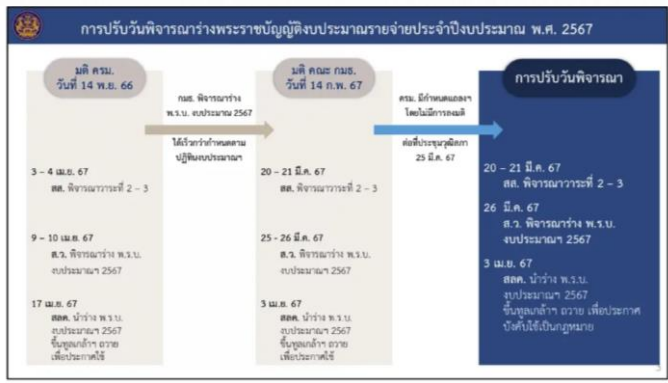 การปรับวันพิจารณาร่างพระราชบัญญัติงบประมาณรายจ่ายประจำปีงบประมาณ พ.ศ. 2567
มติ ครม.
วันที่ 14 พ.ย. 66
3 – 4 เม.ย. 67
สส. พิจารณาวาระที่ 2 – 3
9 – 10 เม.ย. 67
ส.ว. พิจารณาร่าง พ.ร.บ.
งบประมาณฯ 2567
17 เม.ย. 67
สลค. นำร่าง พ.ร.บ.
งบประมาณฯ 2567
ขึ้นทูลเกล้าฯ ถวาย
เพื่อประกาศใช้
กมธ. พิจารณาร่าง
พ.ร.บ. งบประมาณ 2567
ได้เร็วกว่ากำหนดตาม
ปฏิทินงบประมาณฯ
มติ คณะ กมธ.
วันที่ 14 ก.พ. 67
20 – 21 มี.ค. 67
สส. พิจารณาวาระที่ 2 – 3
25 - 26 มี.ค. 67
ส.ว. พิจารณาร่าง พ.ร.บ.
งบประมาณฯ 2567
3 เม.ย. 67
สลค. นำร่าง พ.ร.บ.
งบประมาณฯ 2567
ขึ้นทูลเกล้าฯ ถวาย
เพื่อประกาศใช้
ครม. มีกำหนดแถลงฯ
โดยไม่มีการลงมติ
ต่อที่ประชุมวุฒิสภา
25 มี.ค. 67
การปรับวันพิจารณา
20 – 21 มี.ค. 67
สส. พิจารณาวาระที่ 2 – 3
26 มี.ค. 67
ส.ว. พิจารณาร่าง พ.ร.บ.
งบประมาณฯ 2567
3 เม.ย. 67
สลค. นำร่าง พ.ร.บ.
งบประมาณฯ 2567
ขึ้นทูลเกล้าฯ ถวาย เพื่อประกาศ
บังคับใช้เป็นกฎหมาย
3